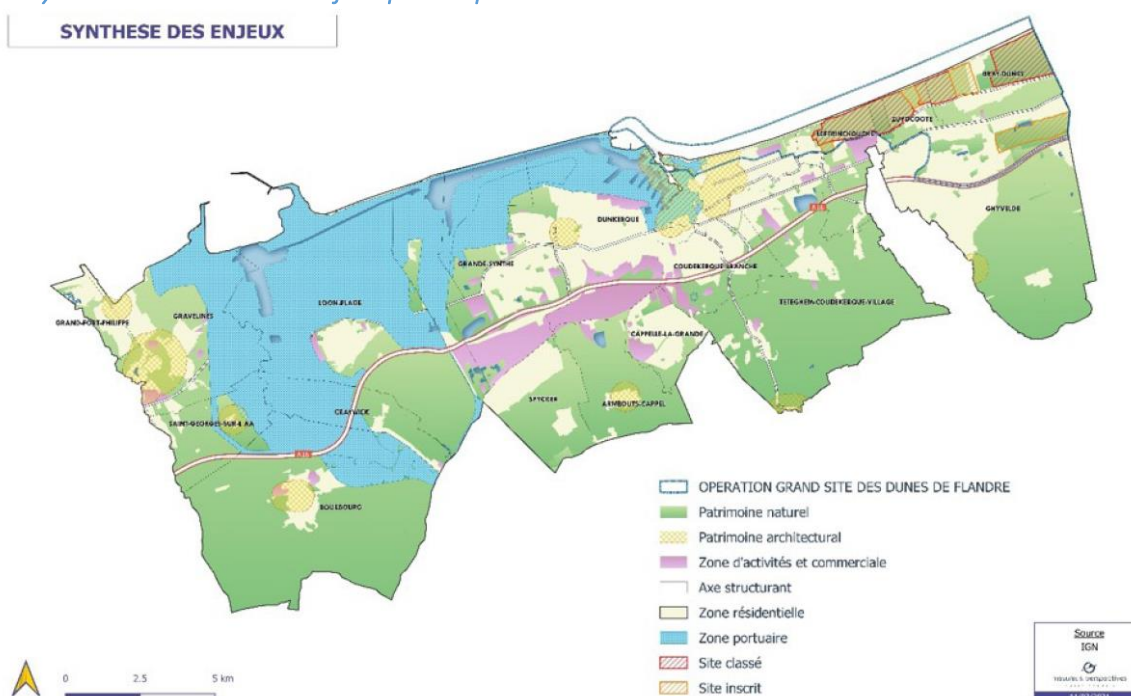 SYNTHESE DES ENJEUX
BRAY-DUNES
ZUYDCOOTE
LEFFRINCKOUCKE
GHYVELDE
DUNKERQUE
A16
GRANDE-SYNTHE
COUDEKERQUE-BRANCHE
LOON-PLAGE
TETEGHEM-COUDEKERQUE-VILLAGE
GRAND-FORT-PHILIPPE
GRAVELINES
CAPPELLE-LA-GRANDE
SPYCKER
ARMBOUTS-CAPPEL
CRAYWICK
SAINT-GEORGES-SUR-L'AA
A16
BOURBOURG
OPERATION GRAND SITE DES DUNES DE FLANDRE
Patrimoine naturel
Patrimoine architectural
Zone d'activités et commerciale
Axe structurant
Zone résidentielle
Zone portuaire
Site classé
Site inscrit
0 2.5 5 km
Source
IGN